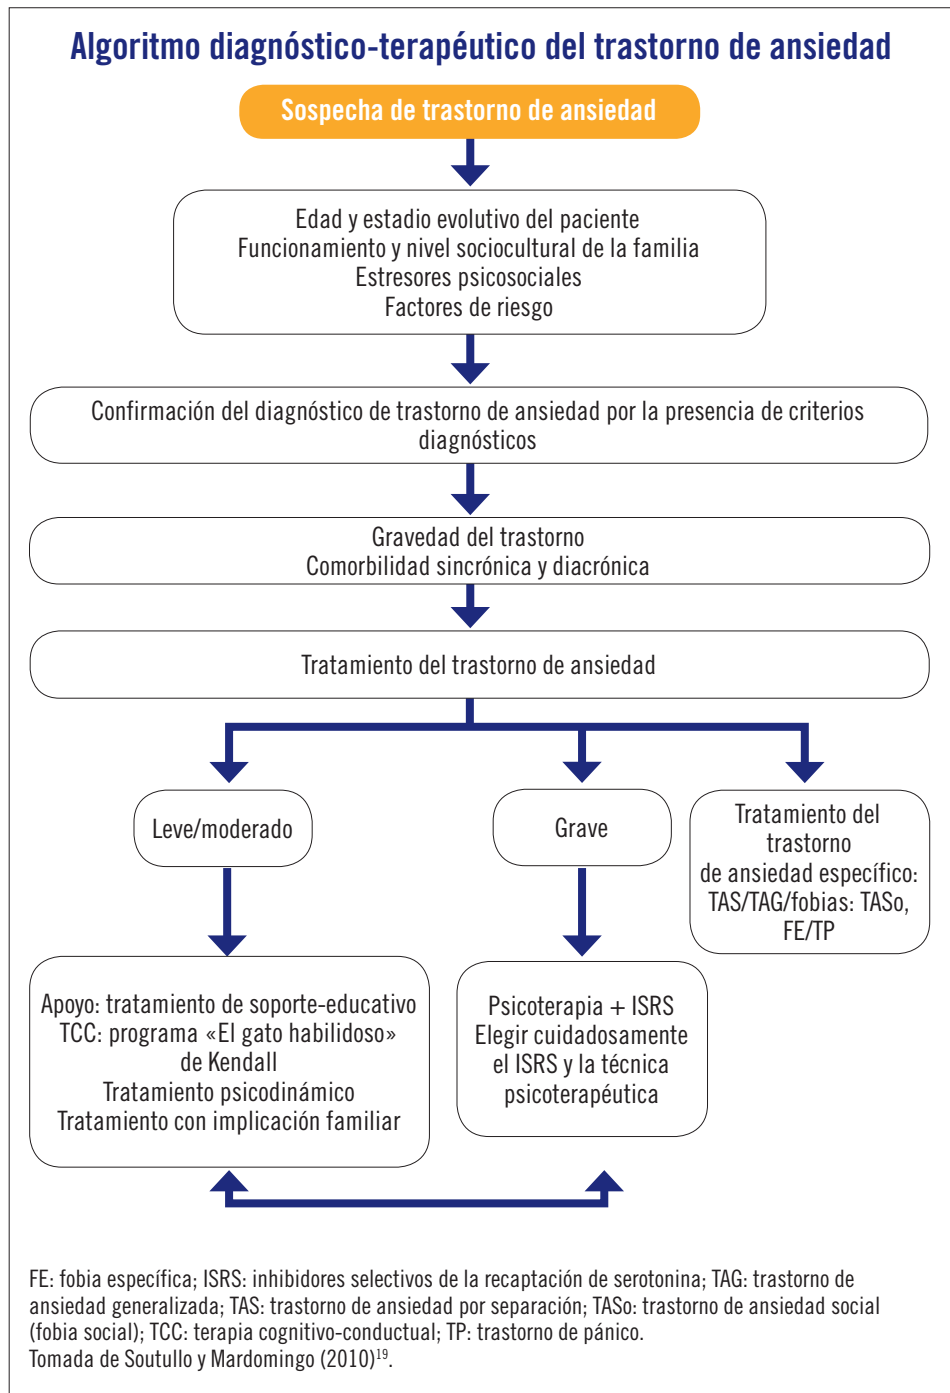 Algoritmo diagnóstico-terapéutico del trastorno de ansiedad
Sospecha de trastorno de ansiedad
Edad y estadio evolutivo del paciente
Funcionamiento y nivel sociocultural de la familia
Estresores psicosociales
Factores de riesgo
Confirmación del diagnóstico de trastorno de ansiedad por la presencia de criterios
diagnósticos
Gravedad del trastorno
Comorbilidad sincrónica y diacrónica
Tratamiento del trastorno de ansiedad
Leve/moderado
Grave
Tratamiento del
trastorno
de ansiedad específico:
TAS/TAG/fobias: TASo,
FE/TP
Apoyo: tratamiento de soporte-educativo
TCC: programa «El gato habilidoso»
de Kendall
Tratamiento psicodinámico
Tratamiento con implicación familiar
Psicoterapia + ISRS
Elegir cuidadosamente
el ISRS y la técnica
psicoterapéutica
FE: fobia específica; ISRS: inhibidores selectivos de la recaptación de serotonina; TAG: trastorno de
ansiedad generalizada; TAS: trastorno de ansiedad por separación; TASo: trastorno de ansiedad social
(fobia social); TCC: terapia cognitivo-conductual; TP: trastorno de pánico.
Tomada de Soutullo y Mardomingo (2010)¹⁹.